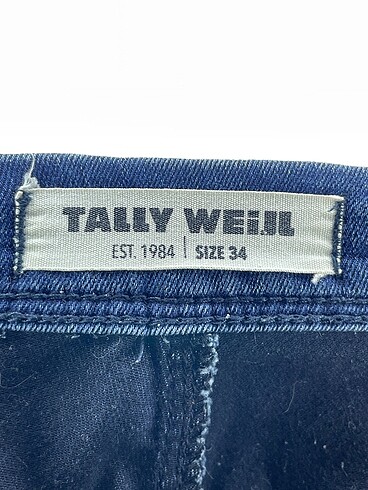 TALLY WEiJL
EST. 1984 | SIZE 34